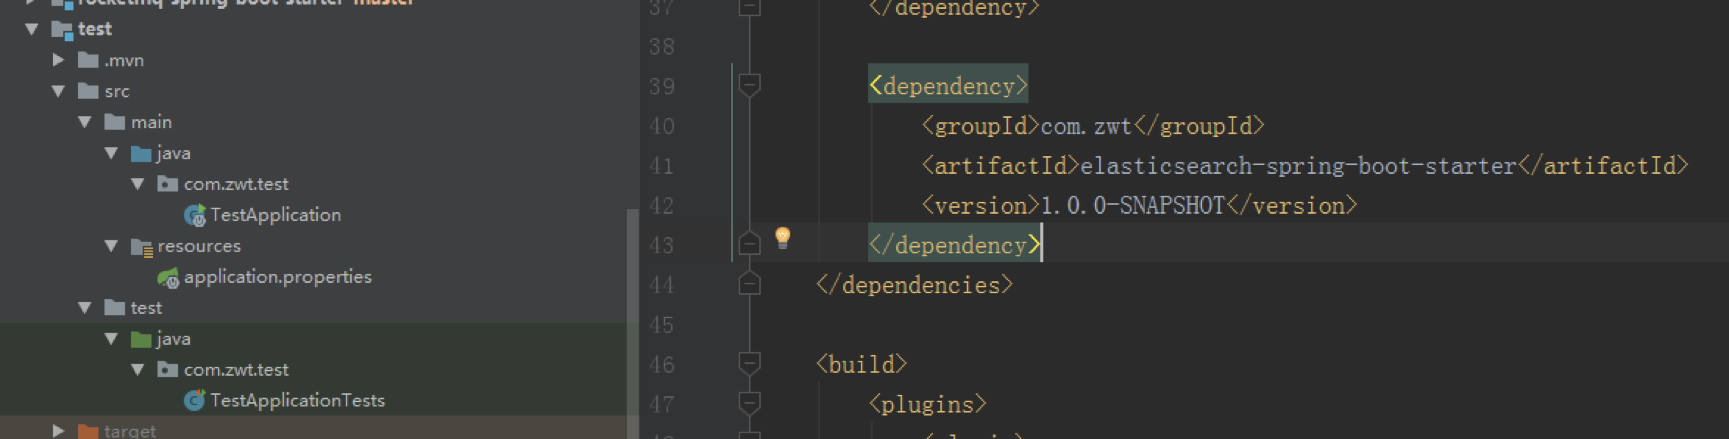 rocketmq-spring-boot-starter-master
test
.mvn
src
main
java
com.zwt.test
TestApplication
resources
application.properties
test
java
com.zwt.test
TestApplicationTests
target
37 </dependency>
38
39 <dependency>
40 <groupId>com.zwt</groupId>
41 <artifactId>elasticsearch-spring-boot-starter</artifactId>
42 <version>1.0.0-SNAPSHOT</version>
43 </dependency>
44 </dependencies>
45
46 <build>
47 <plugins>
48 <plugin>